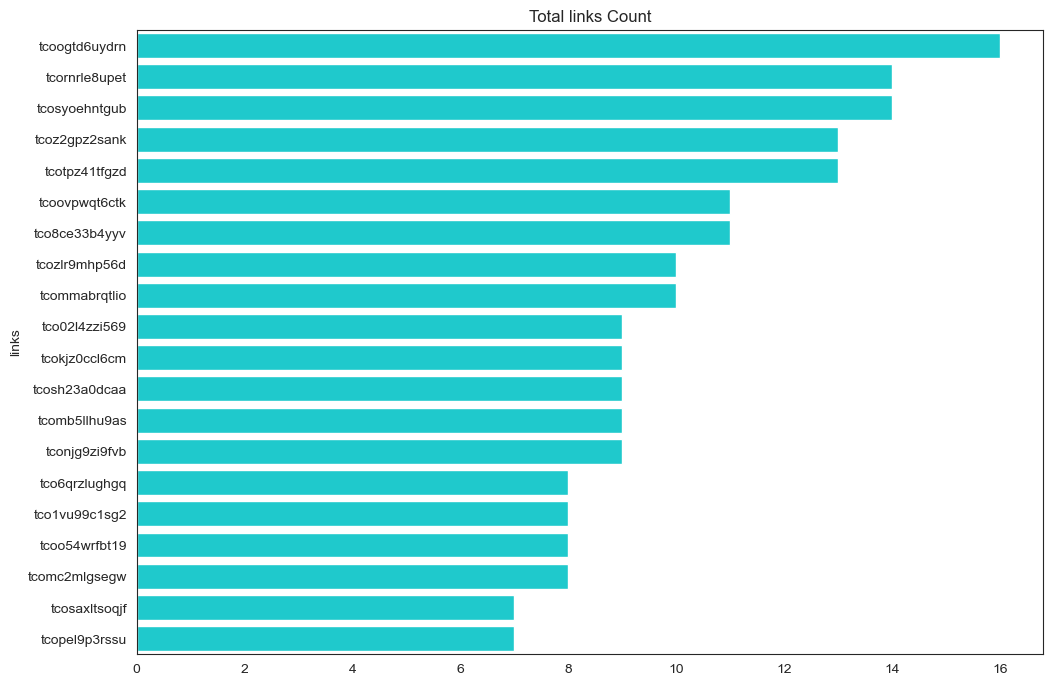 Total links Count
tcoogtd6uydrn
tcornrle8upet
tcosyoehntgub
tcoz2gpz2sank
tcotpz41tfgzd
tcoovpwqt6ctk
tco8ce33b4yyv
tcozlr9mhp56d
tcommabrqtlio
tco02l4zzi569
tcokjz0ccl6cm
tcosh23a0dcaa
tcomb5llhu9as
tconjg9zi9fvb
tco6qrzlughgq
tco1vu99c1sg2
tcoo54wrfbt19
tcomc2mlgsegw
tcosaxltsoqjf
tcopel9p3rssu
links
0 2 4 6 8 10 12 14 16